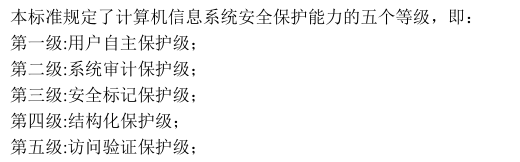 本标准规定了计算机信息系统安全保护能力的五个等级，即：
第一级:用户自主保护级；
第二级:系统审计保护级；
第三级:安全标记保护级；
第四级:结构化保护级；
第五级:访问验证保护级；